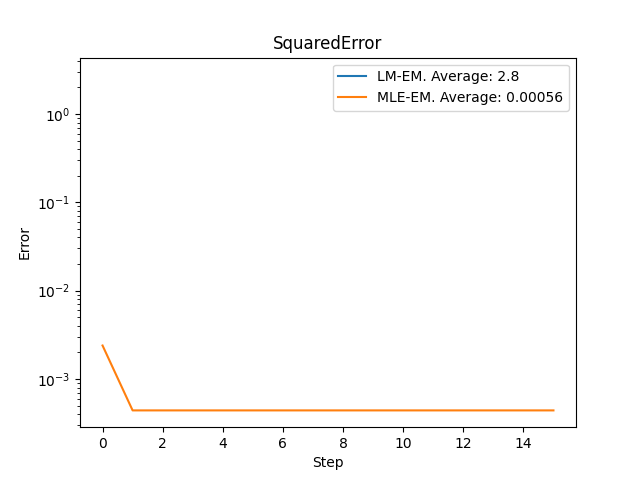 SquaredError
LM-EM. Average: 2.8
MLE-EM. Average: 0.00056
10⁰
10⁻¹
10⁻²
10⁻³
Error
0 2 4 6 8 10 12 14
Step